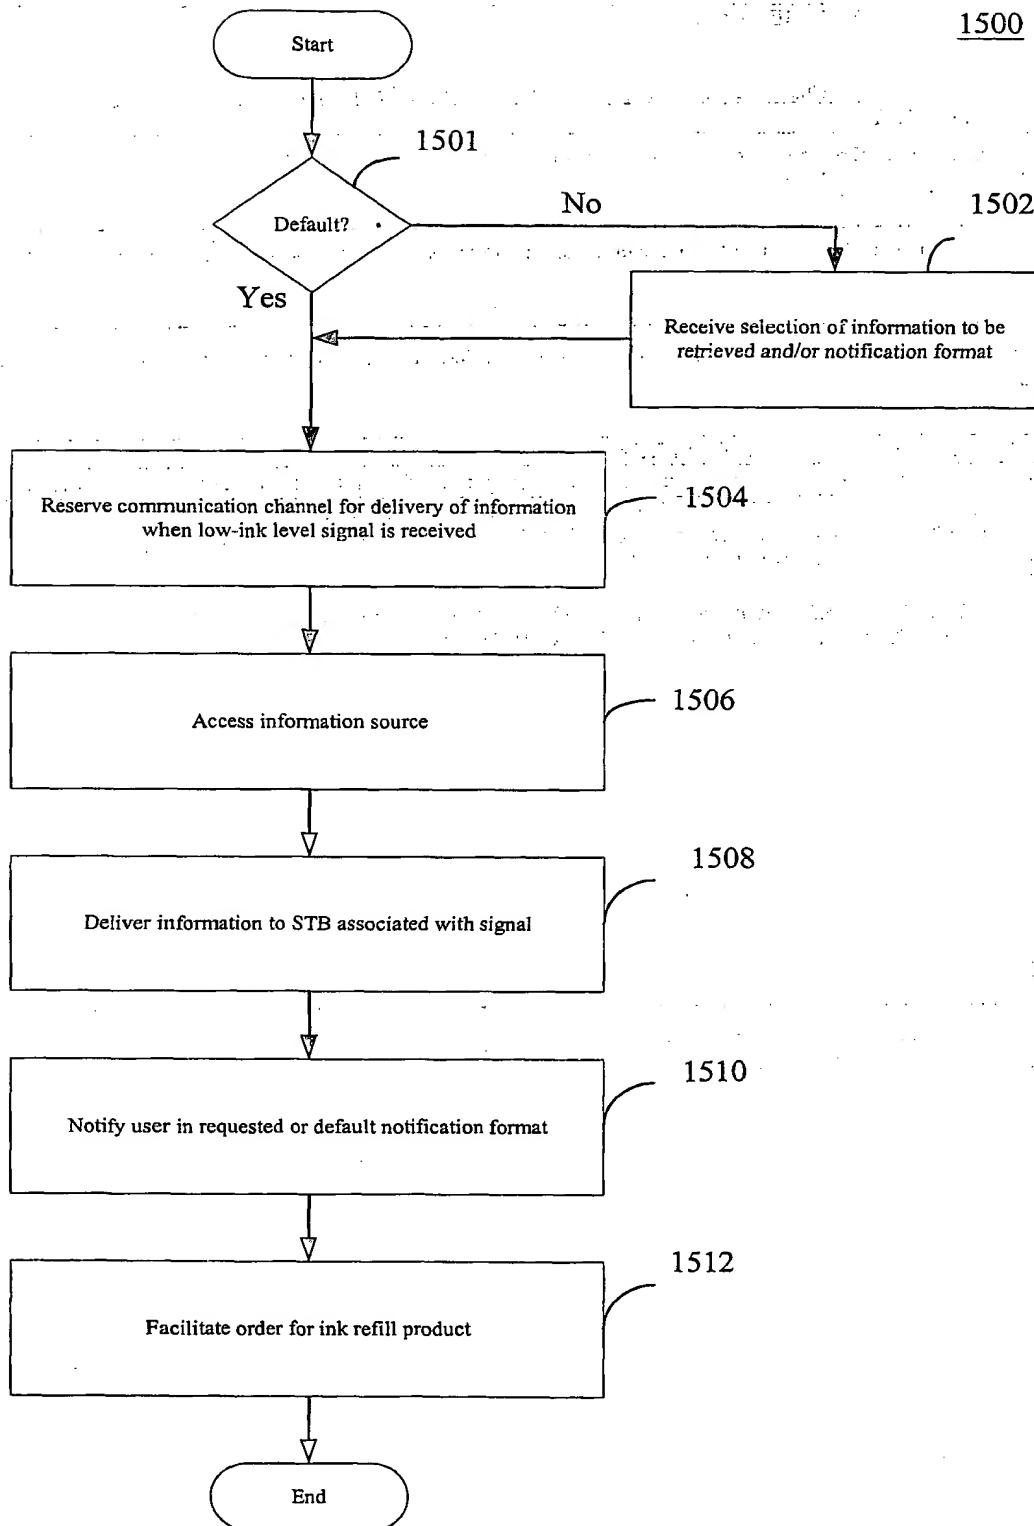 1500
Start
1501
Default?
No
1502
Yes
Receive selection of information to be
retrieved and/or notification format
Reserve communication channel for delivery of information
when low-ink level signal is received
1504
Access information source
1506
1508
Deliver information to STB associated with signal
1510
Notify user in requested or default notification format
1512
Facilitate order for ink refill product
End